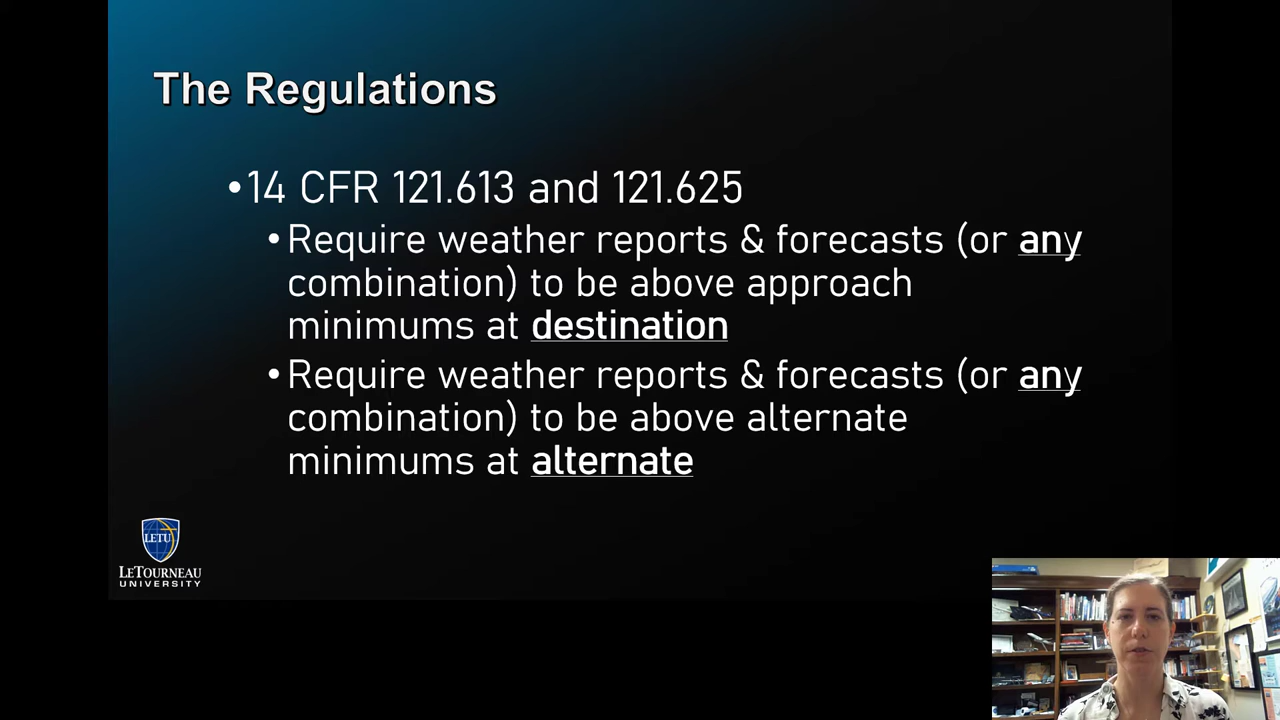 The Regulations
•14 CFR 121.613 and 121.625
•Require weather reports & forecasts (or any
combination) to be above approach
minimums at destination
•Require weather reports & forecasts (or any
combination) to be above alternate
minimums at alternate
LETU
LETOURNEAU
UNIVERSITY